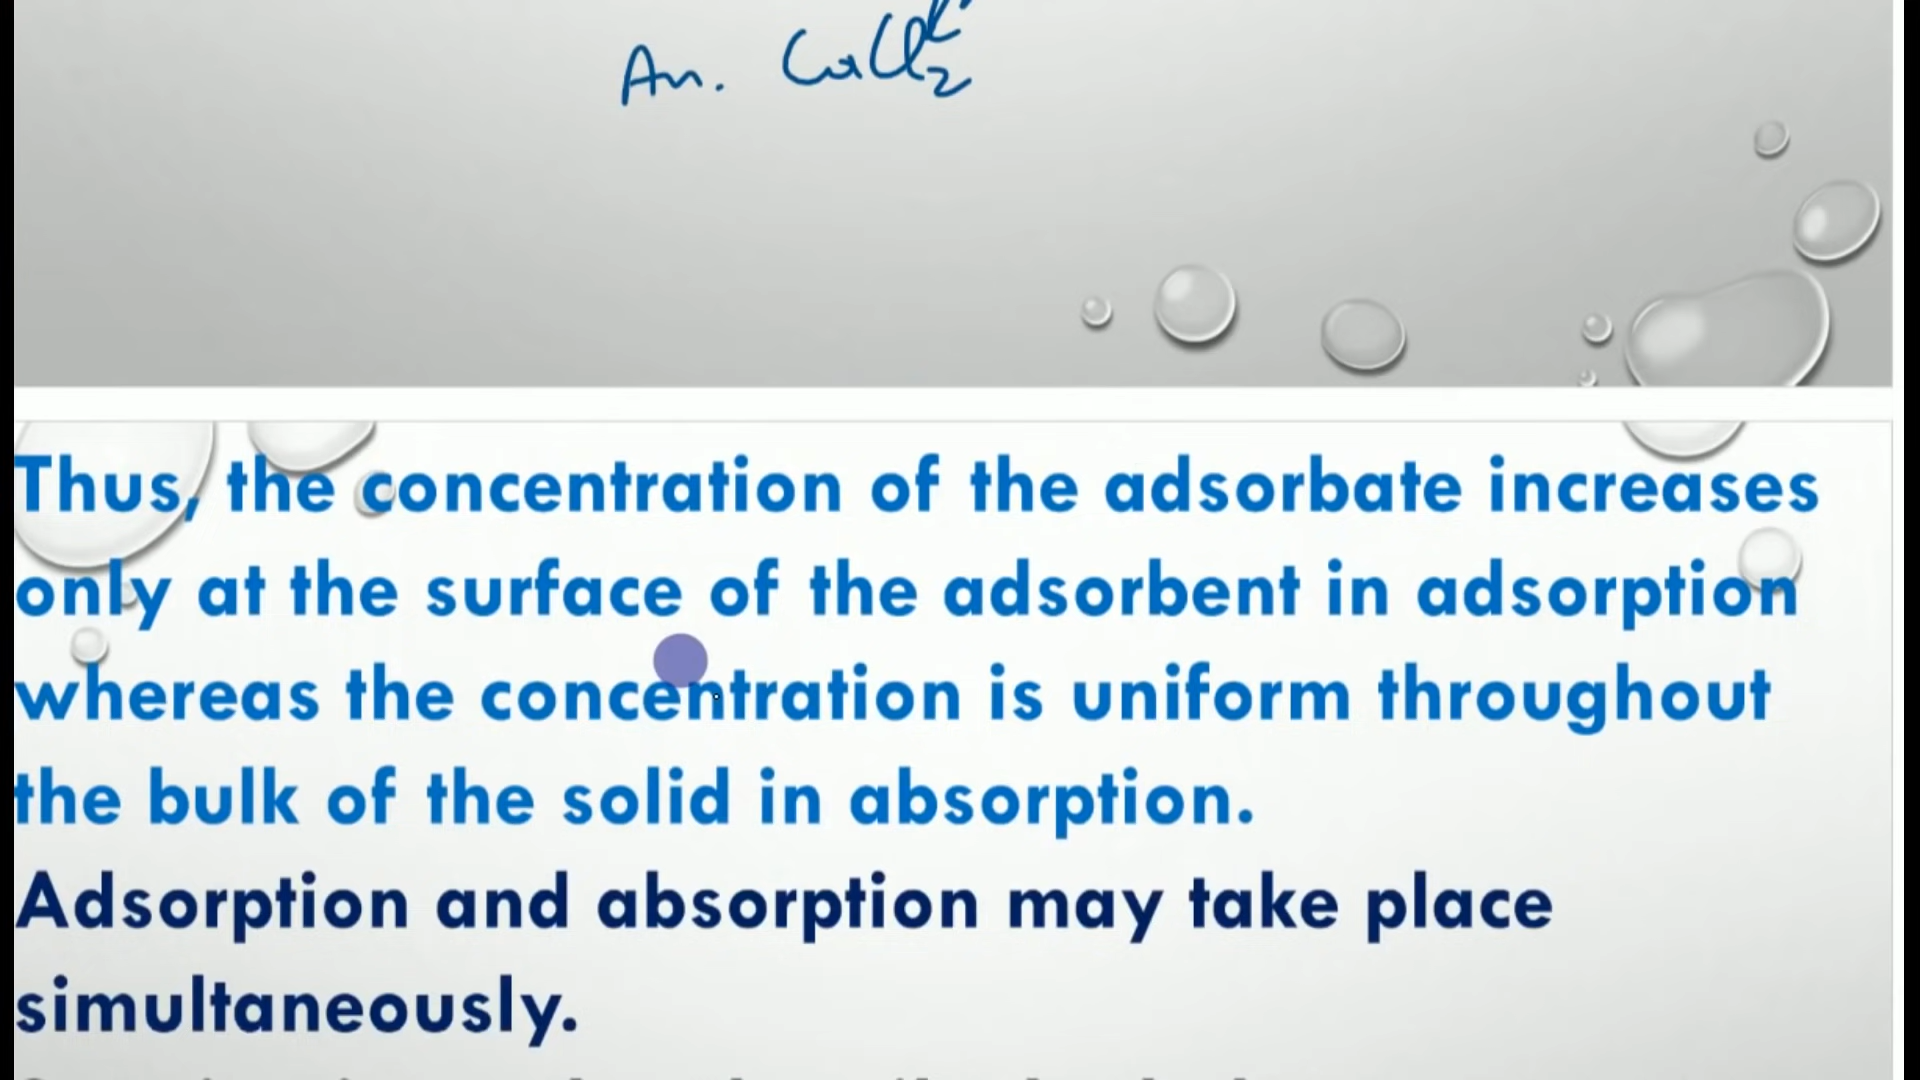 An. CaCl2
Thus, the concentration of the adsorbate increases
only at the surface of the adsorbent in adsorption
whereas the concentration is uniform throughout
the bulk of the solid in absorption.
Adsorption and absorption may take place
simultaneously.